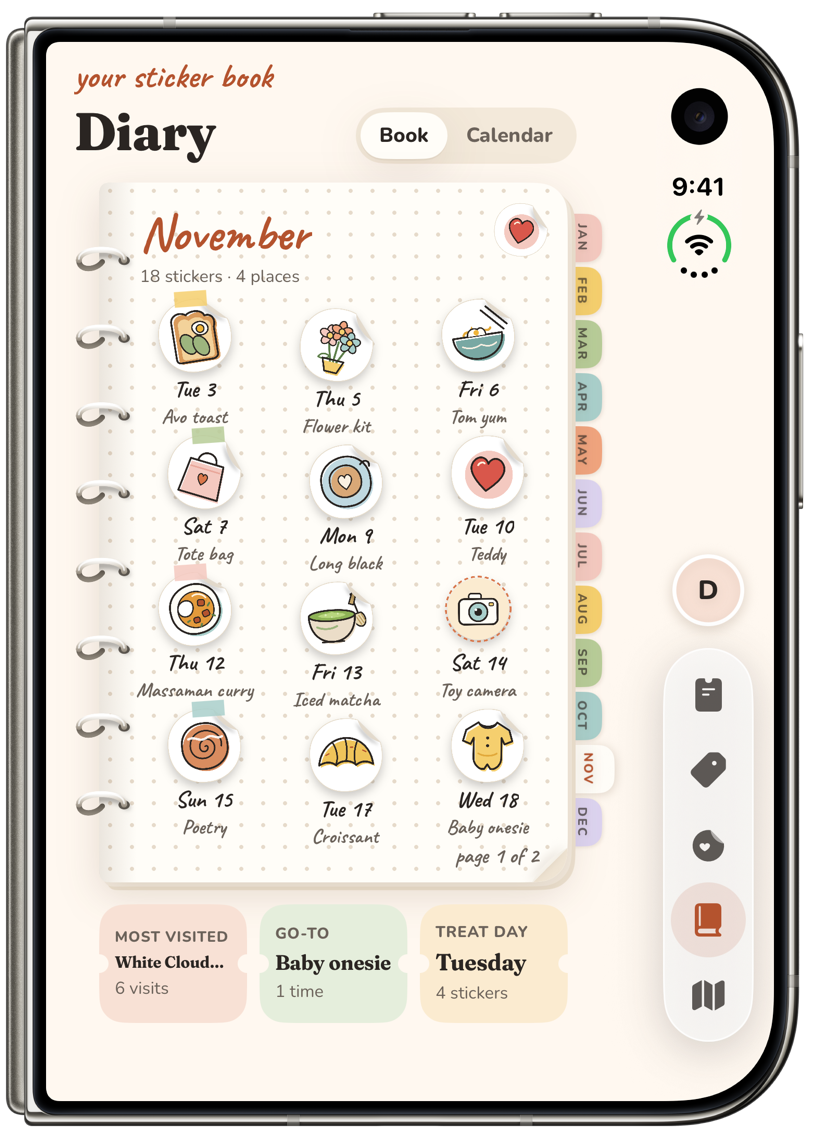 your sticker book
Diary
Book
Calendar
9:41
November
18 stickers · 4 places
Tue 3
Avo toast
Thu 5
Flower kit
Fri 6
Tom yum
Sat 7
Tote bag
Mon 9
Long black
Tue 10
Teddy
Thu 12
Massaman curry
Fri 13
Iced matcha
Sat 14
Toy camera
Sun 15
Poetry
Tue 17
Croissant
Wed 18
Baby onesie
page 1 of 2
JAN
FEB
MAR
APR
MAY
JUN
JUL
AUG
SEP
OCT
NOV
DEC
D
MOST VISITED
White Cloud...
6 visits
GO-TO
Baby onesie
1 time
TREAT DAY
Tuesday
4 stickers